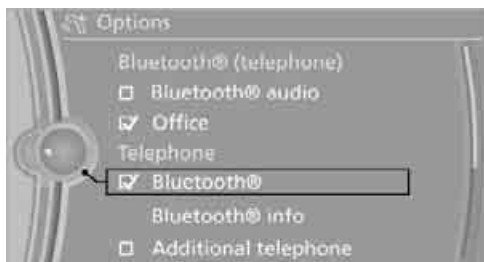 Options
Bluetooth® (telephone)
Bluetooth® audio
Office
Telephone
Bluetooth®
Bluetooth® info
Additional telephone